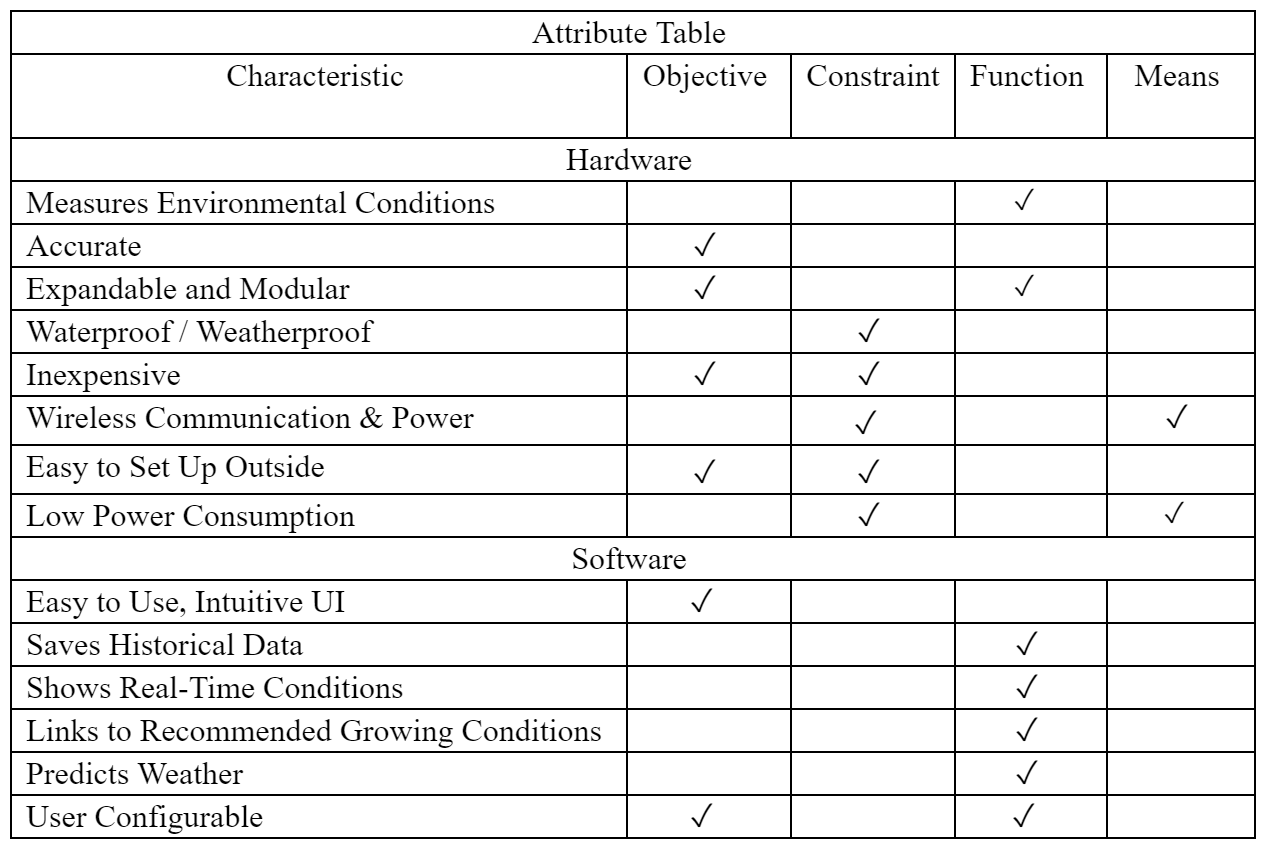 Attribute Table
Characteristic Objective Constraint Function Means
Hardware
Measures Environmental Conditions ✓
Accurate ✓
Expandable and Modular ✓ ✓
Waterproof / Weatherproof ✓
Inexpensive ✓ ✓
Wireless Communication & Power ✓ ✓
Easy to Set Up Outside ✓ ✓
Low Power Consumption ✓ ✓
Software
Easy to Use, Intuitive UI ✓
Saves Historical Data ✓
Shows Real-Time Conditions ✓
Links to Recommended Growing Conditions ✓
Predicts Weather ✓
User Configurable ✓ ✓